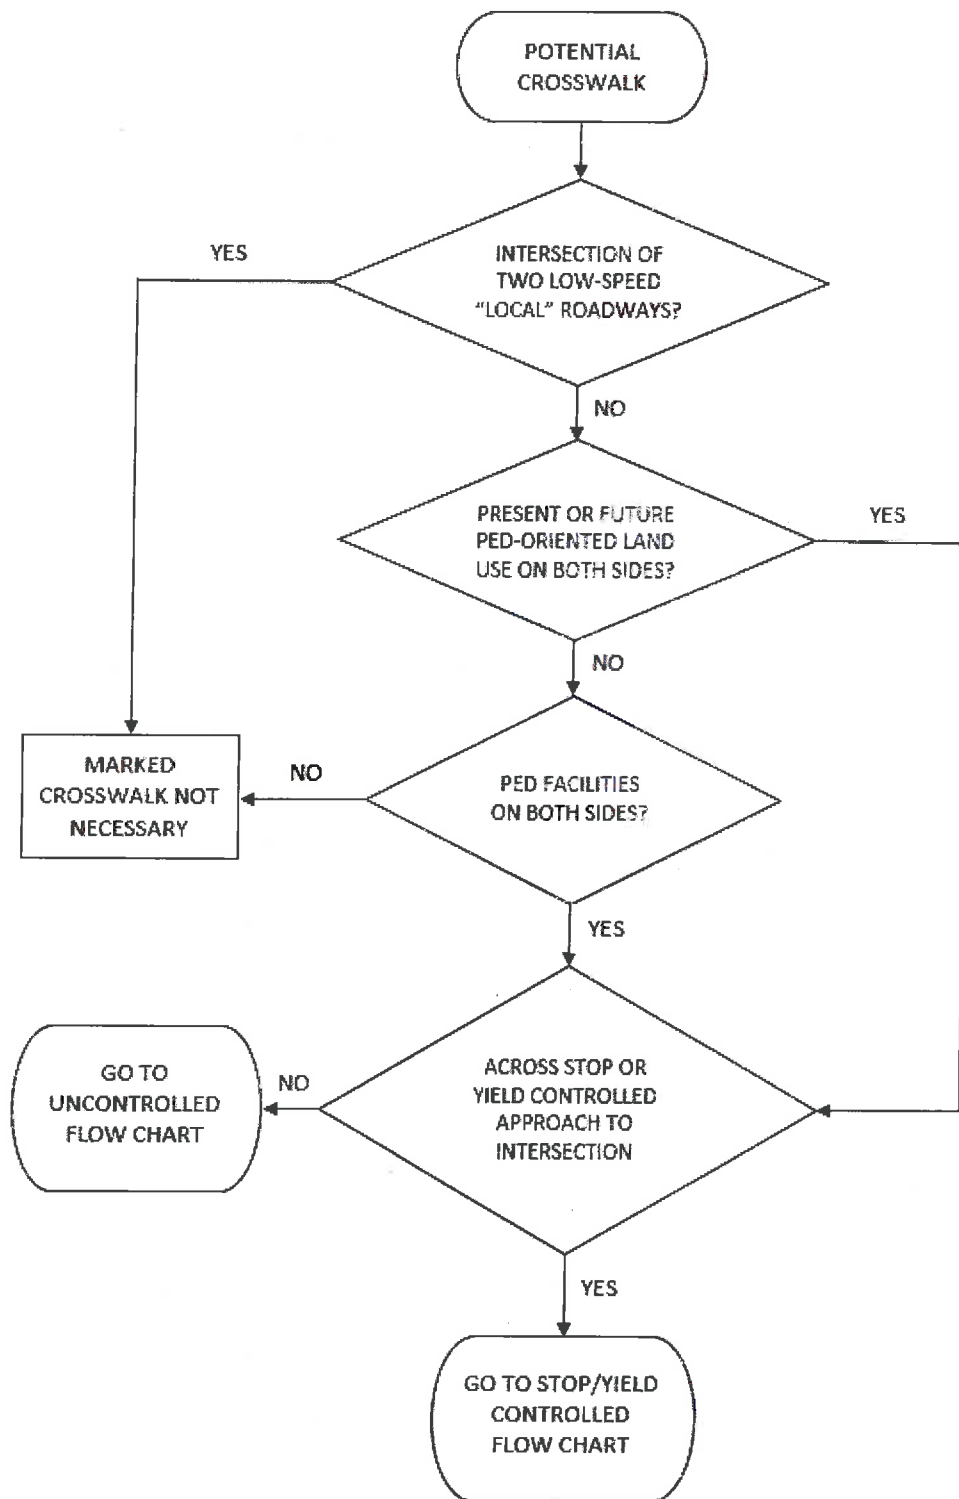 POTENTIAL
CROSSWALK
YES
INTERSECTION OF
TWO LOW-SPEED
"LOCAL" ROADWAYS?
NO
PRESENT OR FUTURE
PED-ORIENTED LAND
USE ON BOTH SIDES?
YES
NO
MARKED
CROSSWALK NOT
NECESSARY
NO
PED FACILITIES
ON BOTH SIDES?
YES
GO TO
UNCONTROLLED
FLOW CHART
NO
ACROSS STOP OR
YIELD CONTROLLED
APPROACH TO
INTERSECTION
YES
GO TO STOP/YIELD
CONTROLLED
FLOW CHART